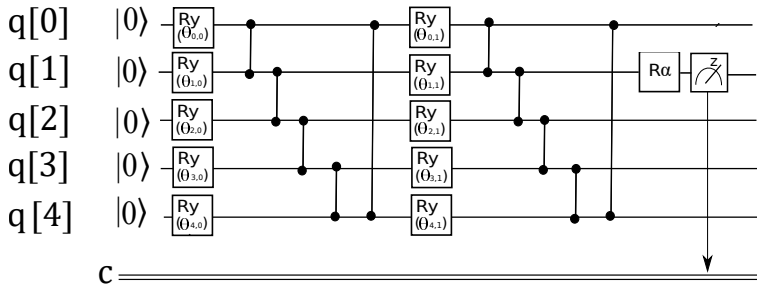 q[0] |0⟩ Ry (θ0,0) Ry (θ0,1)
q[1] |0⟩ Ry (θ1,0) Ry (θ1,1) Rα z
q[2] |0⟩ Ry (θ2,0) Ry (θ2,1)
q[3] |0⟩ Ry (θ3,0) Ry (θ3,1)
q[4] |0⟩ Ry (θ4,0) Ry (θ4,1)
c